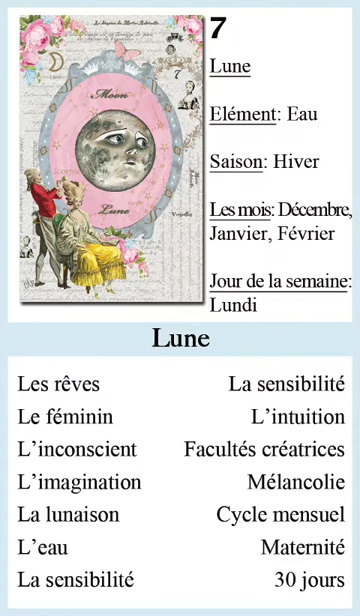 7
Lune
Elément: Eau
Saison: Hiver
Les mois: Décembre,
Janvier, Février
Jour de la semaine:
Lundi
7
Moon
Lune
Lune
Les rêves
La sensibilité
Le féminin
L’intuition
L’inconscient
Facultés créatrices
L’imagination
Mélancolie
La lunaison
Cycle mensuel
L’eau
Maternité
La sensibilité
30 jours